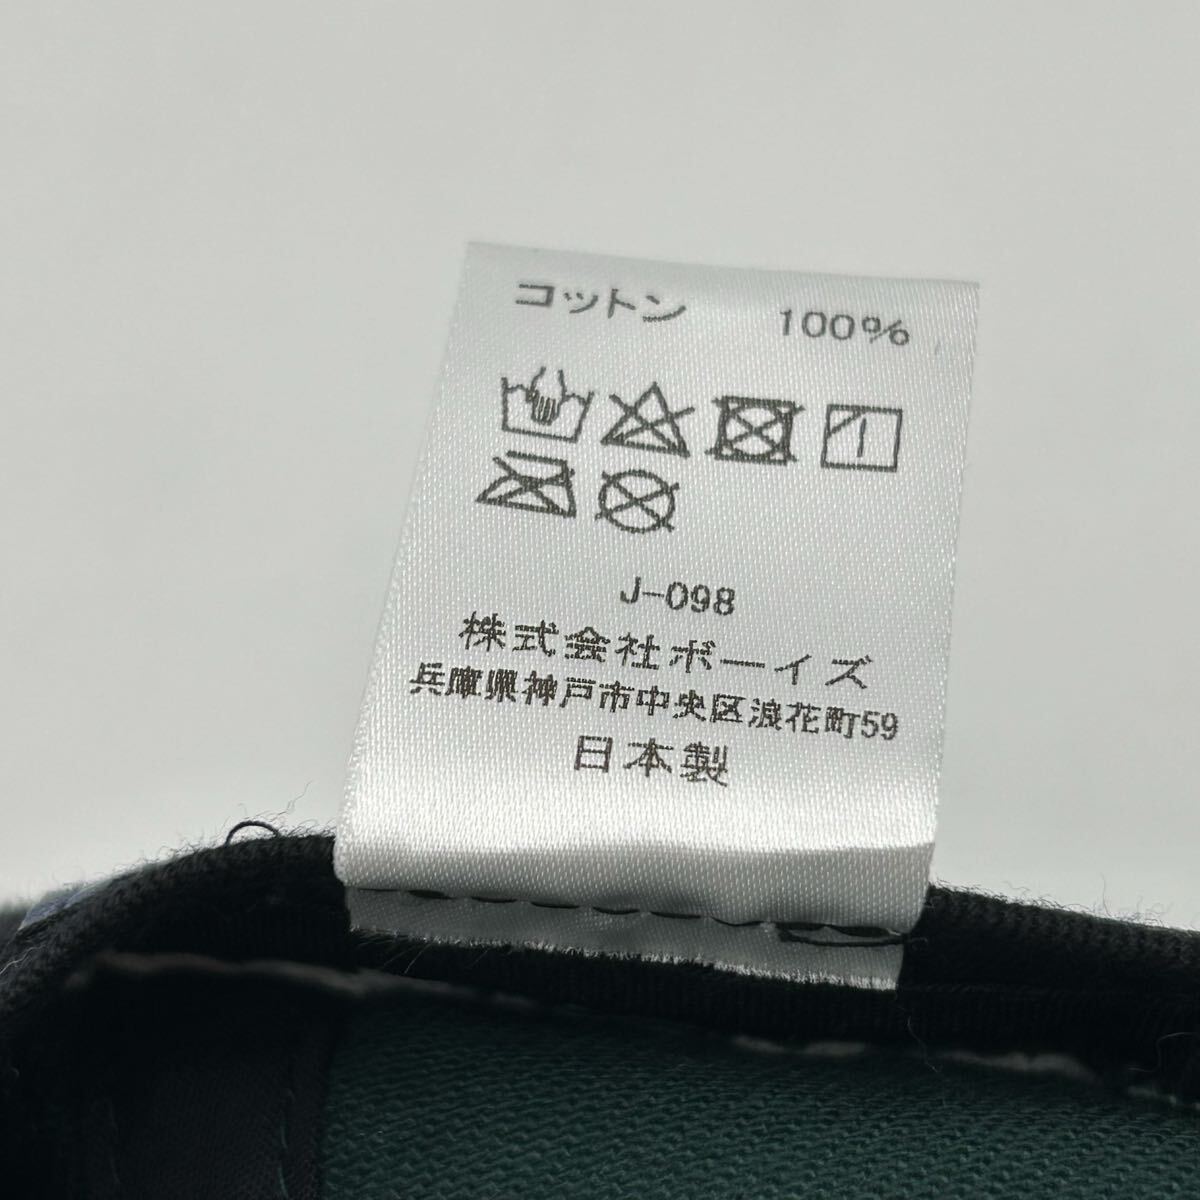 コットン 100%
J-098
株式会社ボーイズ
兵庫県神戸市中央区浪花町59
日本製